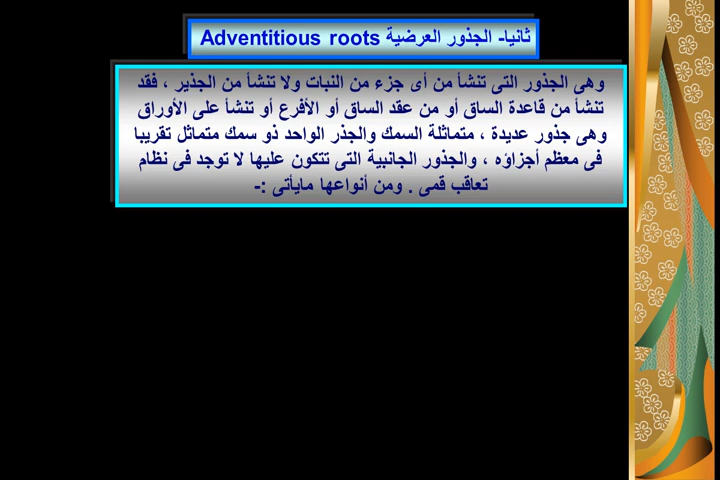 ثانيا- الجذور العرضية Adventitious roots
وهى الجذور التى تنشأ من أى جزء من النبات ولا تنشأ من الجذير ، فقد
تنشأ من قاعدة الساق أو من عقد الساق أو الأفرع أو تنشأ على الأوراق
وهى جذور عديدة ، متماثلة السمك والجذر الواحد ذو سمك متماثل تقريبا
فى معظم أجزاؤه ، والجذور الجانبية التى تتكون عليها لا توجد فى نظام
تعاقب قمى . ومن أنواعها مايأتى :-